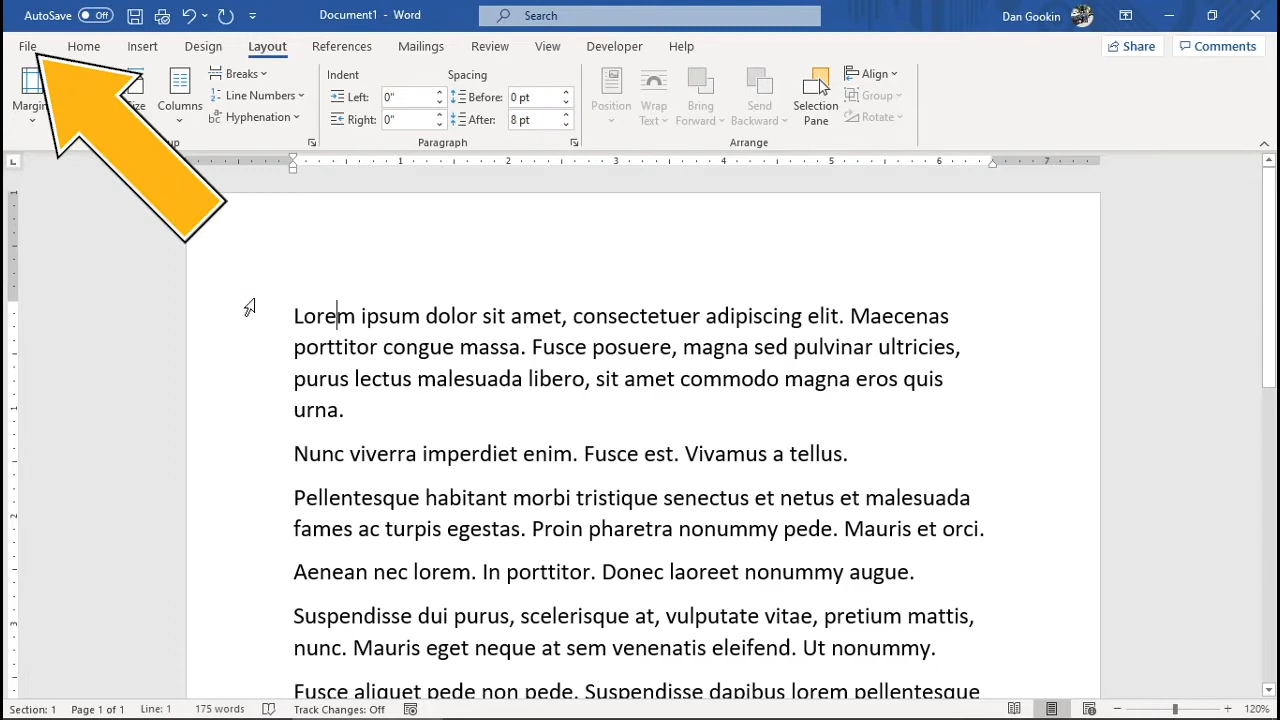 AutoSave Off Document1 - Word Search Dan Gookin
File Home Insert Design Layout References Mailings Review View Developer Help Share Comments
Breaks Indent Spacing Align
Left: 0" Before: 0 pt
Line Numbers Group
Margin Columns Position Wrap Text Bring Forward Send Backward Selection Pane
Hyphenation Right: 0" After: 8 pt Rotate
Paragraph Arrange
1 2 3 4 5 6 7
Lorem ipsum dolor sit amet, consectetuer adipiscing elit. Maecenas
porttitor congue massa. Fusce posuere, magna sed pulvinar ultricies,
purus lectus malesuada libero, sit amet commodo magna eros quis
urna.
Nunc viverra imperdiet enim. Fusce est. Vivamus a tellus.
Pellentesque habitant morbi tristique senectus et netus et malesuada
fames ac turpis egestas. Proin pharetra nonummy pede. Mauris et orci.
Aenean nec lorem. In porttitor. Donec laoreet nonummy augue.
Suspendisse dui purus, scelerisque at, vulputate vitae, pretium mattis,
nunc. Mauris eget neque at sem venenatis eleifend. Ut nonummy.
Fusce aliquet pede non pede. Suspendisse dapibus lorem pellentesque
Section: 1 Page 1 of 1 Line: 1 175 words Track Changes: Off 120%